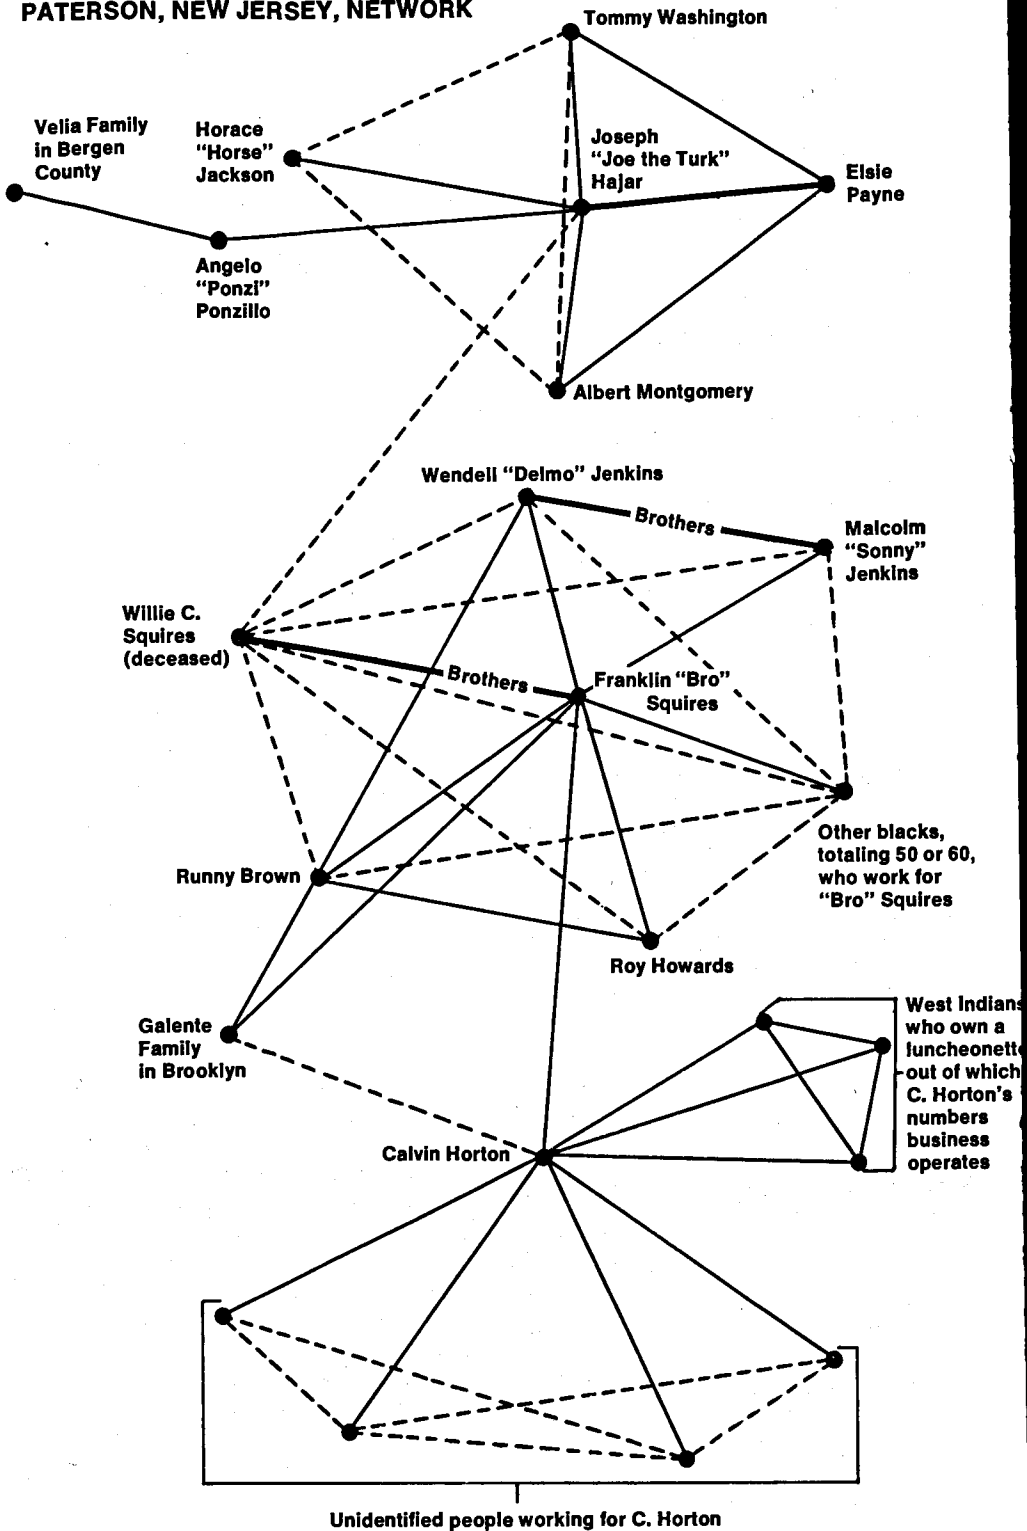 PATERSON, NEW JERSEY, NETWORK
Tommy Washington
Velia Family
in Bergen
County
Horace
“Horse”
Jackson
Joseph
“Joe the Turk”
Hajar
Elsie
Payne
Angelo
“Ponzi”
Ponzillo
Albert Montgomery
Wendell “Delmo” Jenkins
Brothers
Malcolm
“Sonny”
Jenkins
Willie C.
Squires
(deceased)
Brothers
Franklin “Bro”
Squires
Other blacks,
totaling 50 or 60,
who work for
“Bro” Squires
Runny Brown
Roy Howards
Galente
Family
in Brooklyn
West Indians
who own a
luncheonette
out of which
C. Horton's
numbers
business
operates
Calvin Horton
Unidentified people working for C. Horton